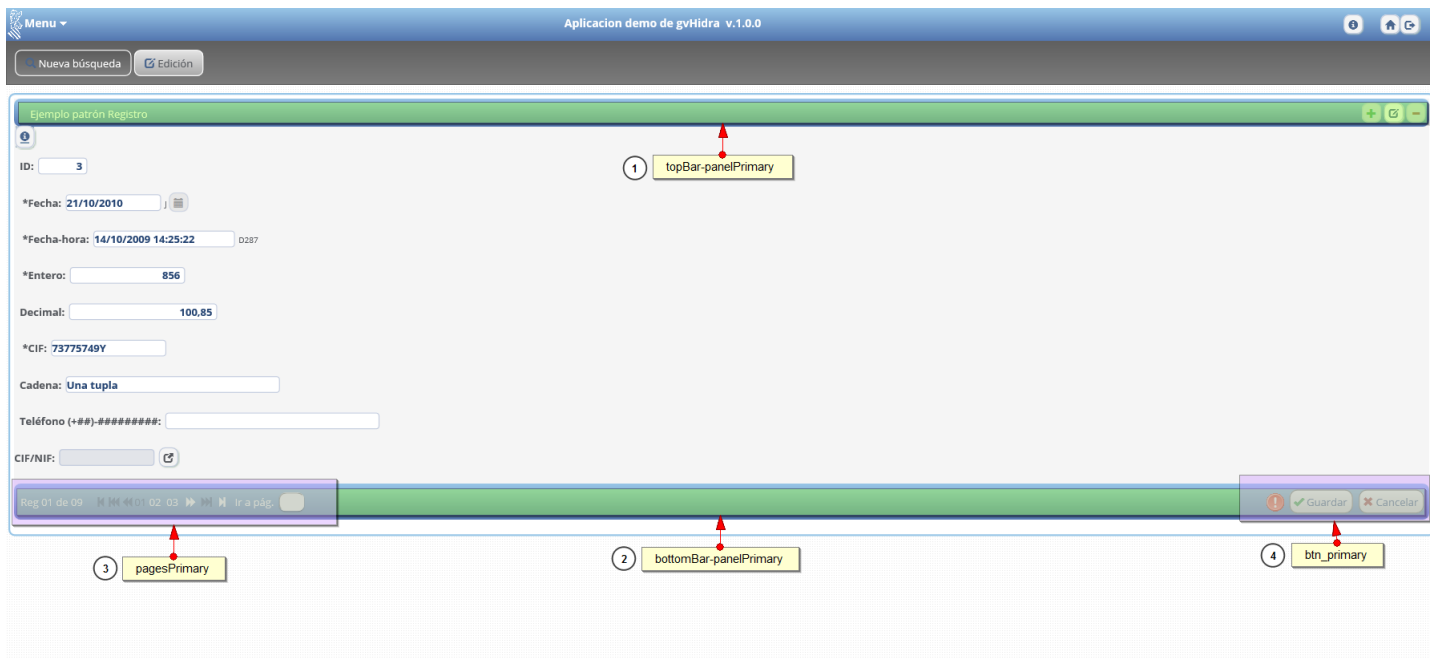 Menu Aplicacion demo de gvHidra v.1.0.0
Nueva búsqueda Edición
Ejemplo patrón Registro
1 topBar-panelPrimary
ID: 3
*Fecha: 21/10/2010 J
*Fecha-hora: 14/10/2009 14:25:22 D287
*Entero: 856
Decimal: 100,85
*CIF: 73775749Y
Cadena: Una tupla
Teléfono (+##)-#########:
CIF/NIF:
Reg 01 de 09 01 02 03 Ir a pág. Guardar Cancelar
3 pagesPrimary
2 bottomBar-panelPrimary
4 btn_primary